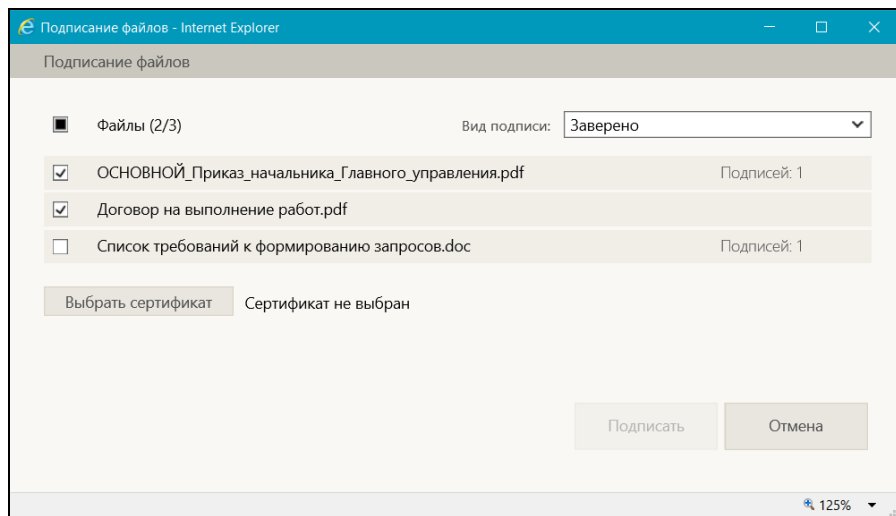 Подписание файлов - Internet Explorer
Подписание файлов
Файлы (2/3) Вид подписи: Заверено
ОСНОВНОЙ_Приказ_начальника_Главного_управления.pdf Подписей: 1
Договор на выполнение работ.pdf
Список требований к формированию запросов.doc Подписей: 1
Выбрать сертификат Сертификат не выбран
Подписать Отмена
125%